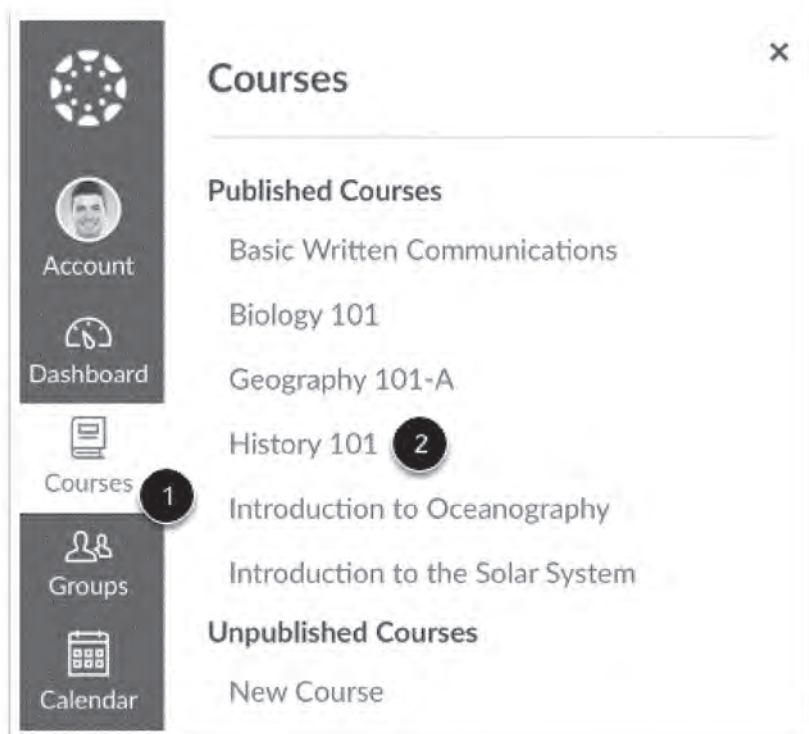 Courses
×
Account
Dashboard
Courses 1
Groups
Calendar
Published Courses
Basic Written Communications
Biology 101
Geography 101-A
History 101 2
Introduction to Oceanography
Introduction to the Solar System
Unpublished Courses
New Course